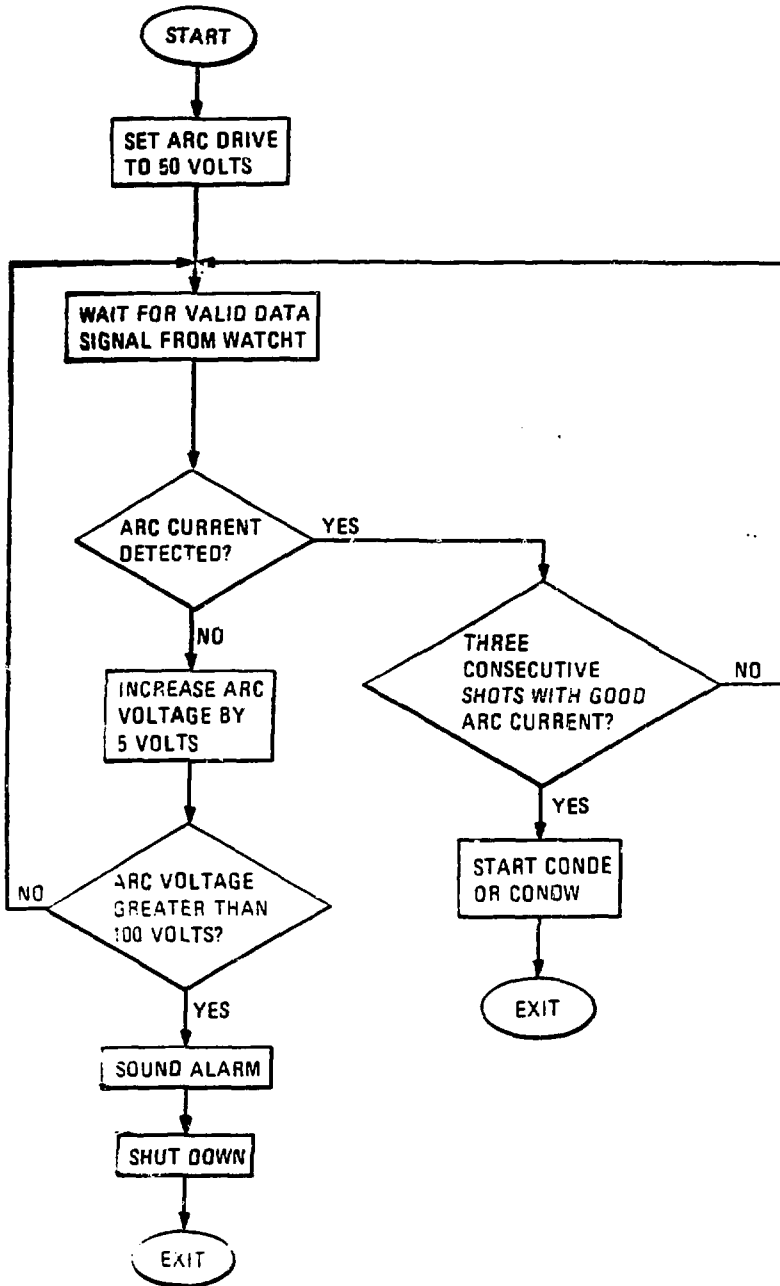 START
SET ARC DRIVE
TO 50 VOLTS
WAIT FOR VALID DATA
SIGNAL FROM WATCHT
ARC CURRENT
DETECTED?
YES
NO
INCREASE ARC
VOLTAGE BY
5 VOLTS
ARC VOLTAGE
GREATER THAN
100 VOLTS?
NO
YES
SOUND ALARM
SHUT DOWN
EXIT
THREE
CONSECUTIVE
SHOTS WITH GOOD
ARC CURRENT?
NO
YES
START CONDE
OR CONDW
EXIT